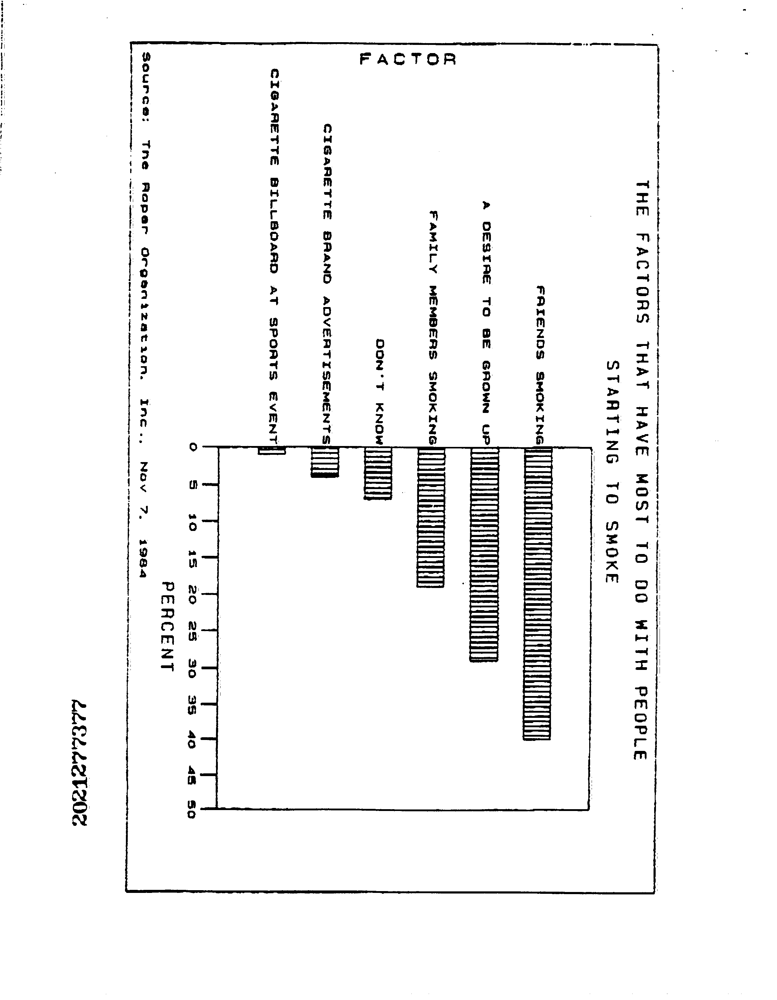 THE FACTORS THAT HAVE MOST TO DO WITH PEOPLE
STARTING TO SMOKE
FACTOR
FRIENDS SMOKING
A DESIRE TO BE GROWN UP
FAMILY MEMBERS SMOKING
DON'T KNOW
CIGARETTE BRAND ADVERTISEMENTS
CIGARETTE BILLBOARD AT SPORTS EVENT
0 5 10 15 20 25 30 35 40 45 50
PERCENT
Source: The Roper Organization, Inc., Nov 7, 1984
2021277377